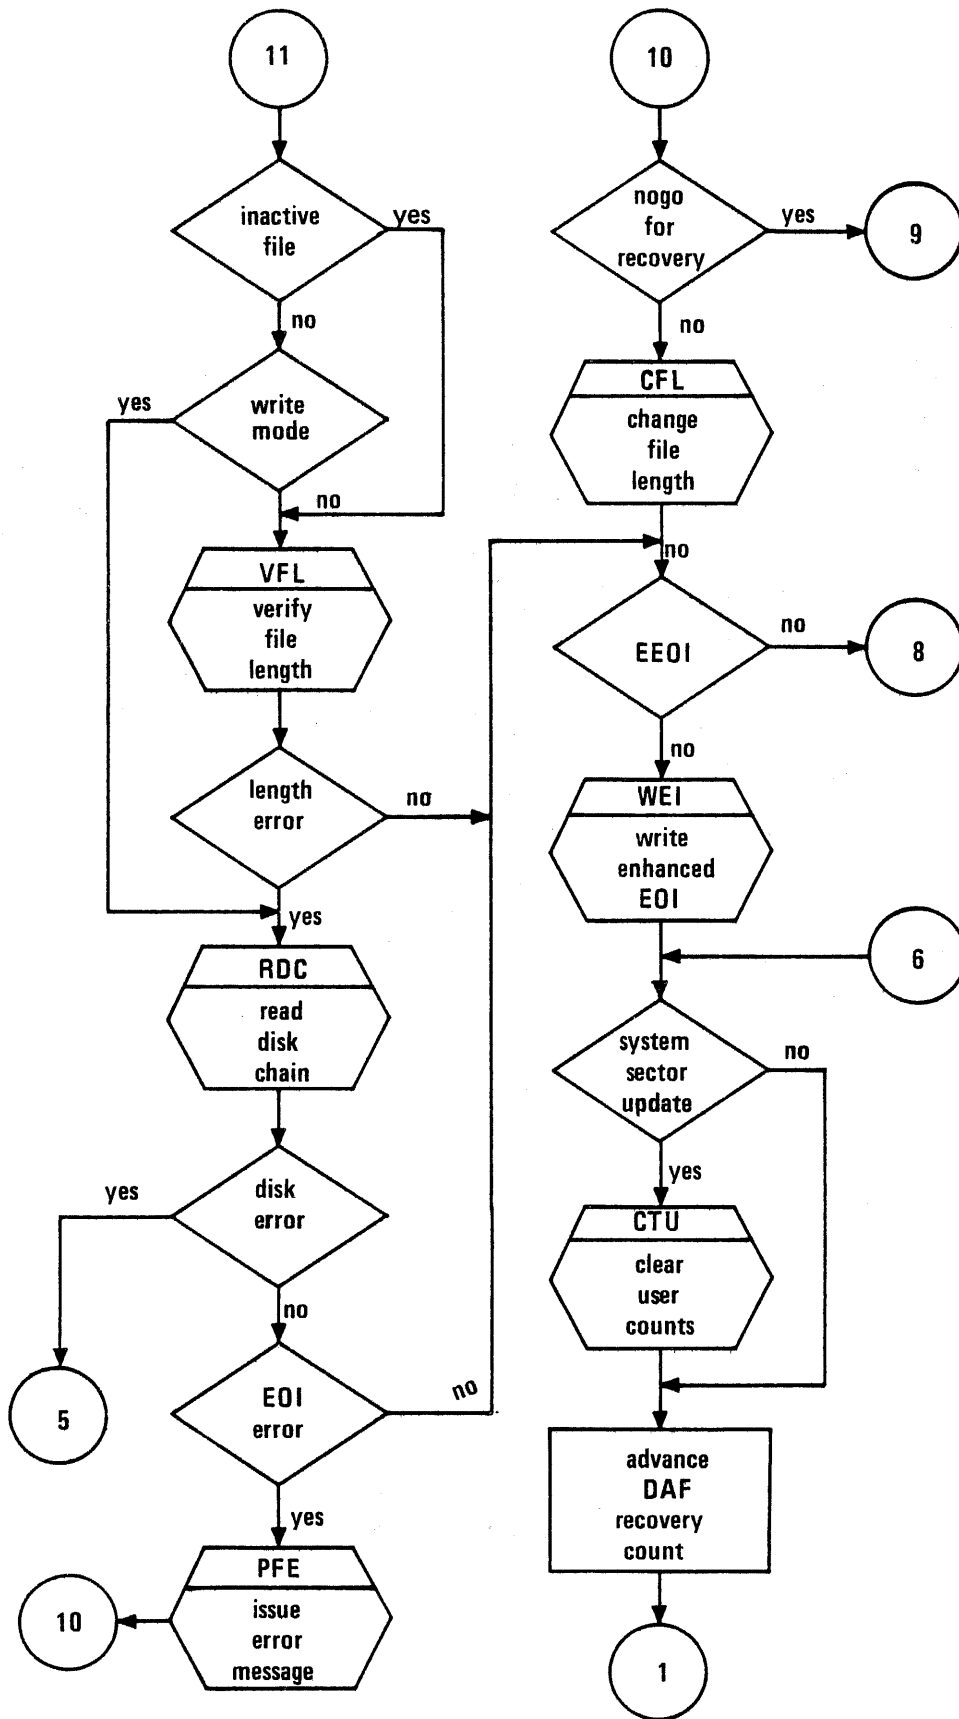 11
inactive
file
yes
no
write
mode
yes
no
VFL
verify
file
length
length
error
no
yes
RDC
read
disk
chain
disk
error
yes
no
5
EOI
error
no
yes
PFE
issue
error
message
10
10
nogo
for
recovery
yes
9
no
CFL
change
file
length
no
EEOI
no
8
no
WEI
write
enhanced
EOI
6
system
sector
update
no
yes
CTU
clear
user
counts
advance
DAF
recovery
count
1